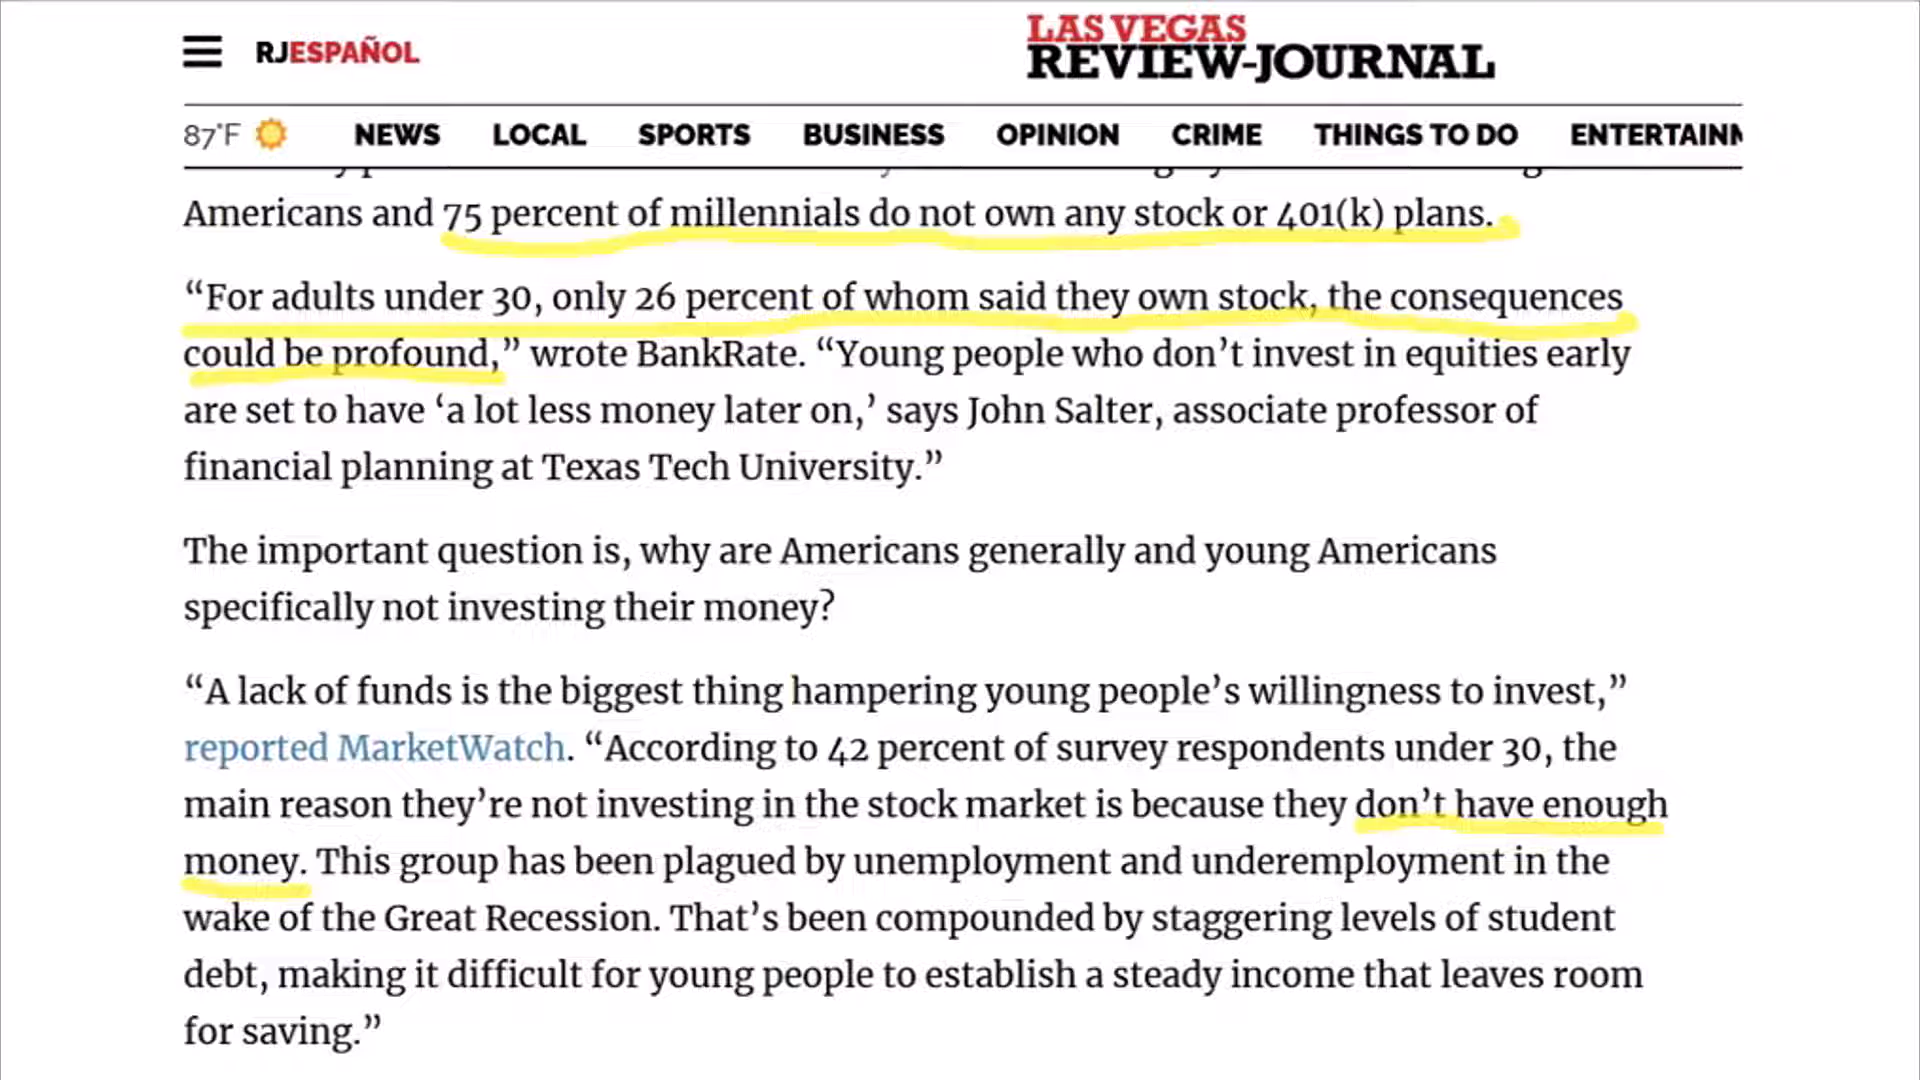 RJESPAÑOL
LAS VEGAS
REVIEW-JOURNAL
87°F NEWS LOCAL SPORTS BUSINESS OPINION CRIME THINGS TO DO ENTERTAINM
Americans and 75 percent of millennials do not own any stock or 401(k) plans.
“For adults under 30, only 26 percent of whom said they own stock, the consequences
could be profound,” wrote BankRate. “Young people who don’t invest in equities early
are set to have ‘a lot less money later on,’ says John Salter, associate professor of
financial planning at Texas Tech University.”
The important question is, why are Americans generally and young Americans
specifically not investing their money?
“A lack of funds is the biggest thing hampering young people’s willingness to invest,”
reported MarketWatch. “According to 42 percent of survey respondents under 30, the
main reason they’re not investing in the stock market is because they don’t have enough
money. This group has been plagued by unemployment and underemployment in the
wake of the Great Recession. That’s been compounded by staggering levels of student
debt, making it difficult for young people to establish a steady income that leaves room
for saving.”